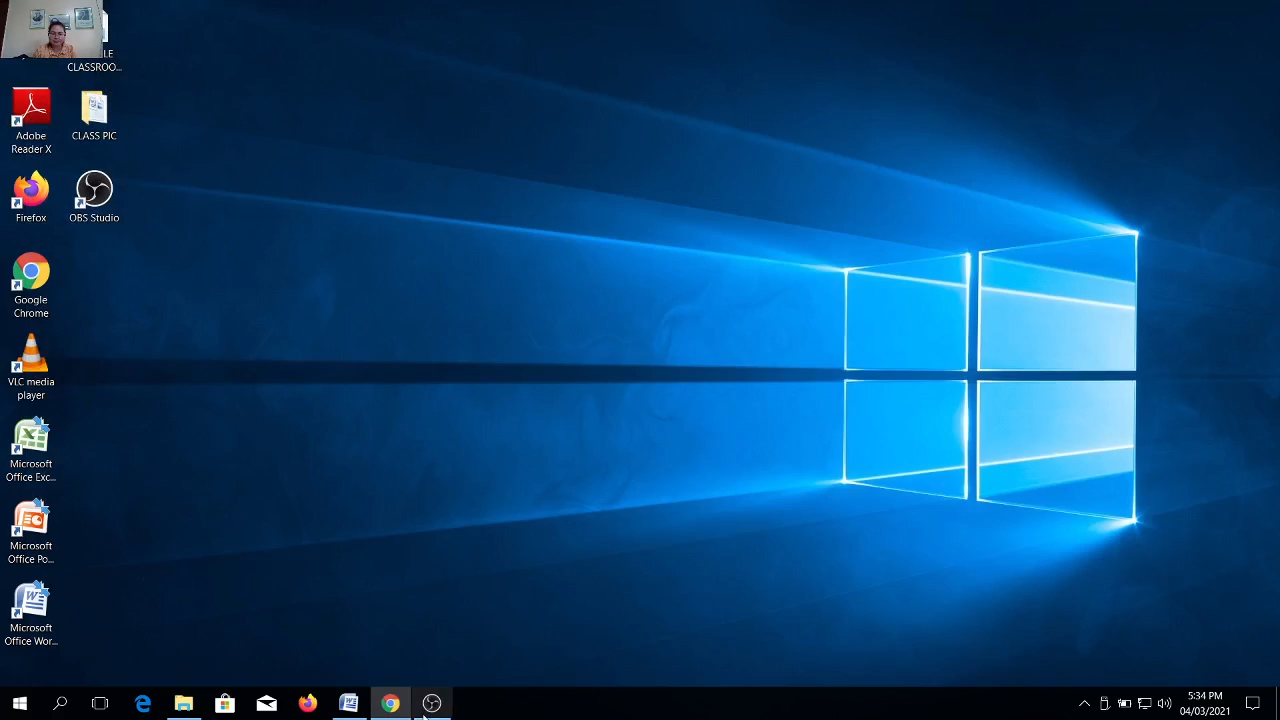 LE
CLASSROO...
Adobe
Reader X
CLASS PIC
Firefox
OBS Studio
Google
Chrome
VLC media
player
Microsoft
Office Exc...
Microsoft
Office Po...
Microsoft
Office Wor...
5:34 PM
04/03/2021